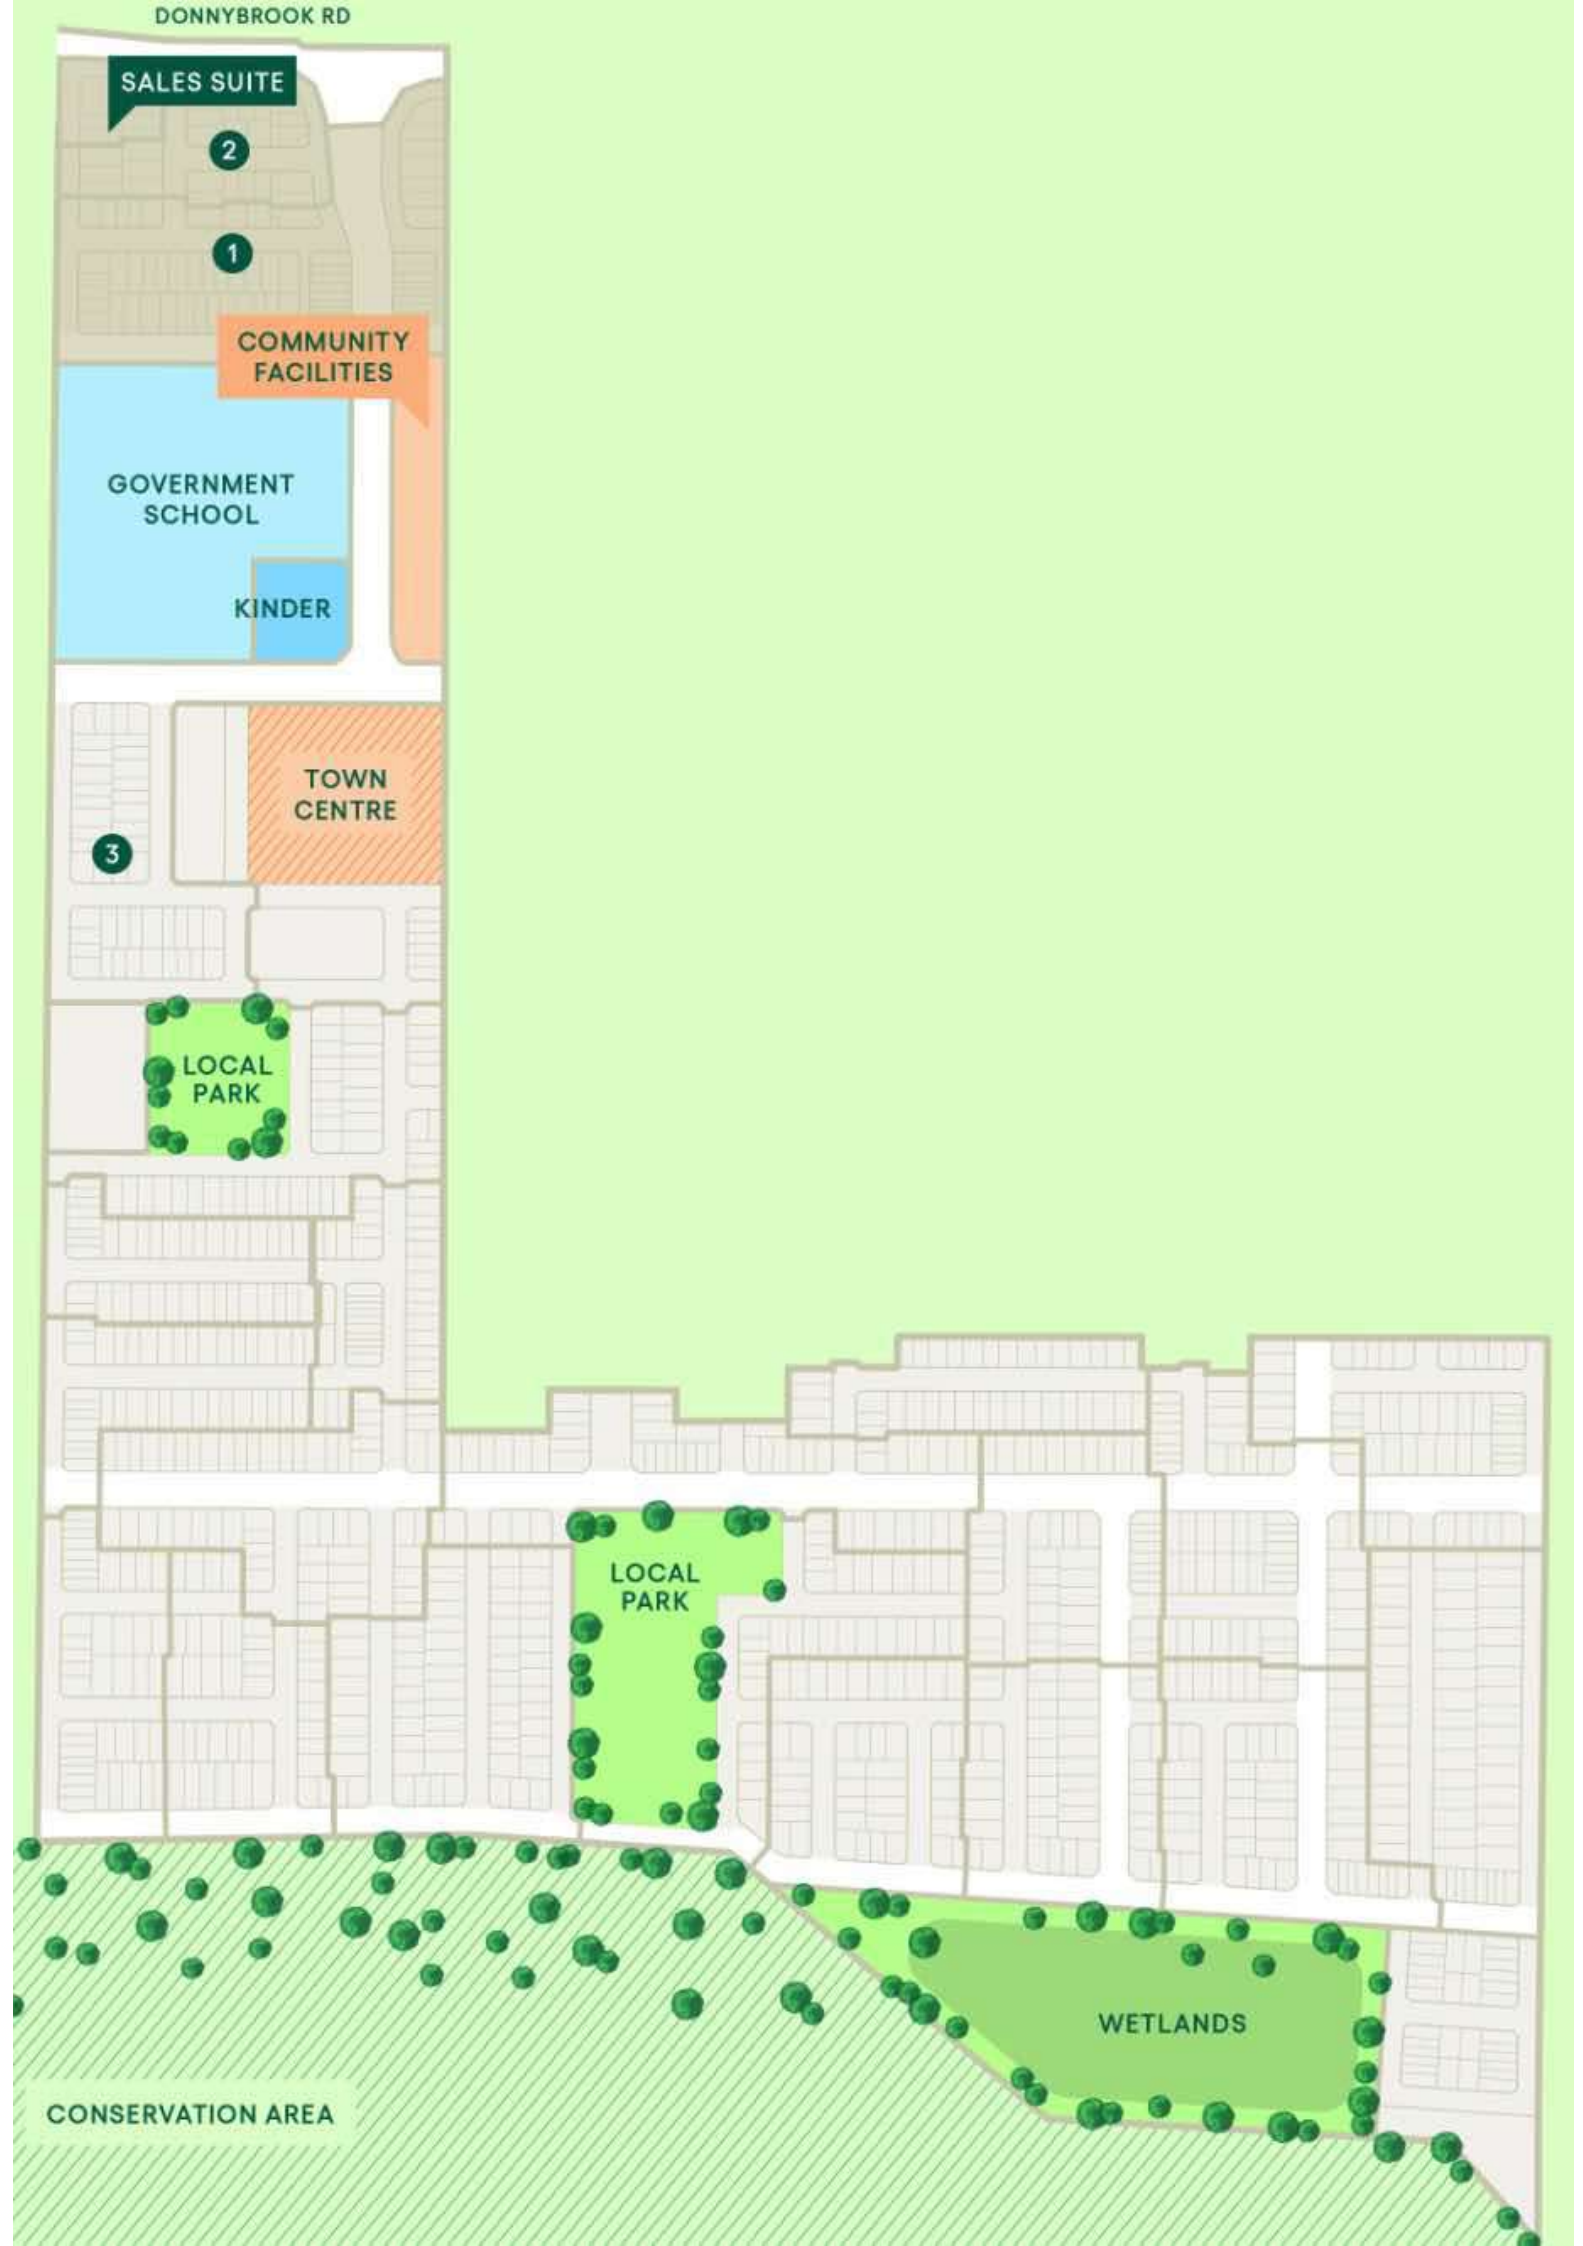 DONNYBROOK RD
SALES SUITE
2
1
COMMUNITY
FACILITIES
GOVERNMENT
SCHOOL
KINDER
TOWN
CENTRE
3
LOCAL
PARK
LOCAL
PARK
WETLANDS
CONSERVATION AREA